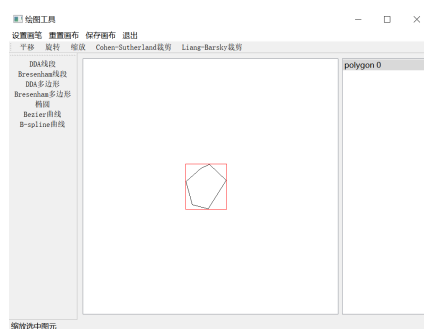 绘图工具
设置画笔 重置画布 保存画布 退出
平移 旋转 缩放 Cohen-Sutherland裁剪 Liang-Barsky裁剪
DDA线段
Bresenham线段
DDA多边形
Bresenham多边形
椭圆
Bezier曲线
B-spline曲线
polygon 0
缩放选中图元